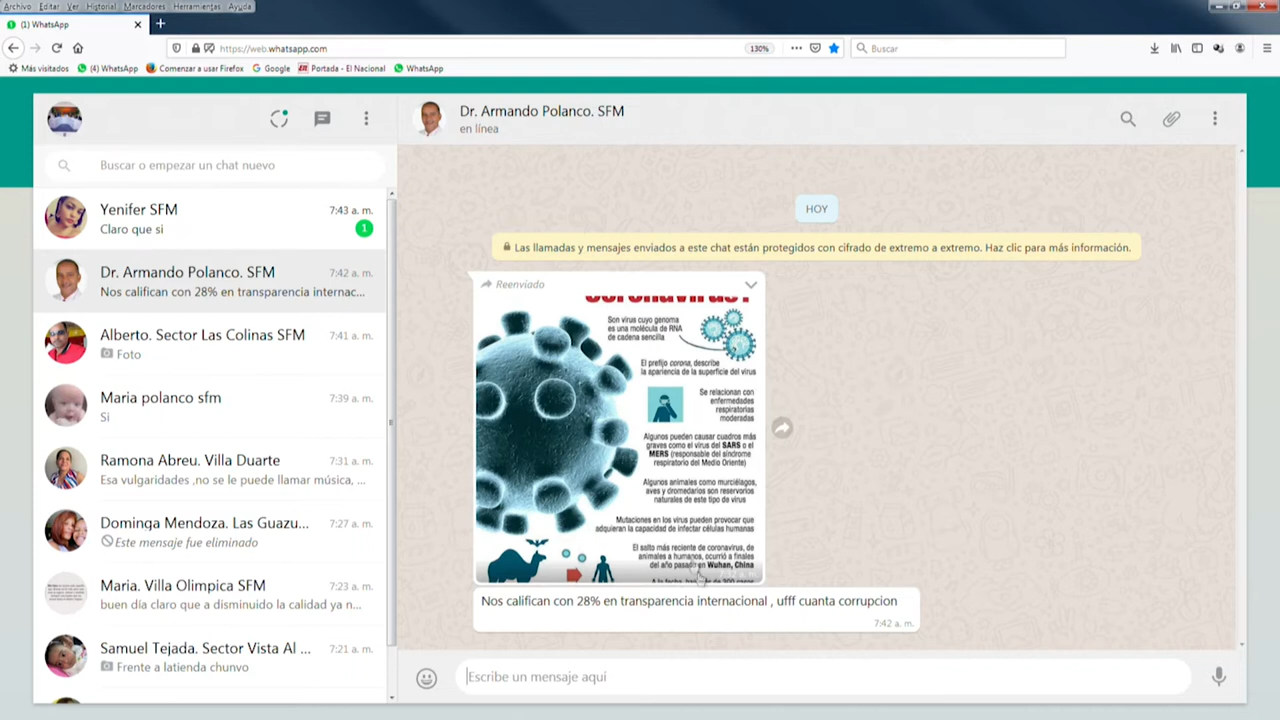 Archivo Editar Ver Historial Marcadores Herramientas Ayuda
(1) WhatsApp
https://web.whatsapp.com
130%
Buscar
Más visitados
(4) WhatsApp
Comenzar a usar Firefox
Google
Portada - El Nacional
WhatsApp
Dr. Armando Polanco. SFM
en línea
Buscar o empezar un chat nuevo
Yenifer SFM
7:43 a. m.
Claro que si
1
Dr. Armando Polanco. SFM
7:42 a. m.
Nos califican con 28% en transparencia internac...
Alberto. Sector Las Colinas SFM
7:41 a. m.
Foto
Maria polanco sfm
7:39 a. m.
Si
Ramona Abreu. Villa Duarte
7:31 a. m.
Esa vulgaridades ,no se le puede llamar música, ...
Dominga Mendoza. Las Guazu...
7:27 a. m.
Este mensaje fue eliminado
Maria. Villa Olimpica SFM
7:23 a. m.
buen día claro que a disminuido la calidad ya n...
Samuel Tejada. Sector Vista Al ...
7:21 a. m.
Frente a latienda chunvo
HOY
Las llamadas y mensajes enviados a este chat están protegidos con cifrado de extremo a extremo. Haz clic para más información.
Reenviado
Coronavirus?
Son virus cuyo genoma
es una molécula de RNA
de cadena sencilla
El prefijo corona, describe
la apariencia de la superficie del virus
Se relacionan con
enfermedades
respiratorias
moderadas
Algunos pueden causar cuadros más
graves como el virus del SARS o el
MERS (responsable del síndrome
respiratorio del Medio Oriente)
Algunos animales como murciélagos,
aves y dromedarios son reservorios
naturales de este tipo de virus
Mutaciones en los virus pueden provocar que
adquieran la capacidad de infectar células humanas
El salto más reciente de coronavirus, de
animales a humanos, ocurrió a finales
del año pasado en Wuhan, China
Nos califican con 28% en transparencia internacional , ufff cuanta corrupcion
7:42 a. m.
Escribe un mensaje aquí